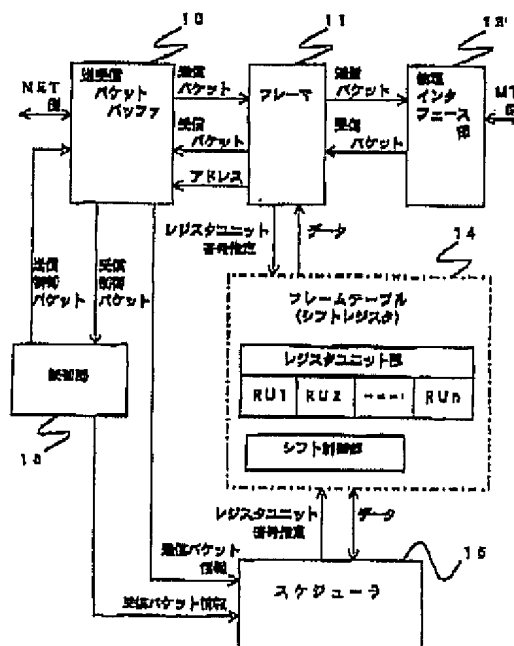 10
11
12'
NET
側
送受信
パケット
バッファ
送信
パケット
フレーマ
送信
パケット
物理
インタ
フェース
部
MT
側
受信
パケット
受信
パケット
アドレス
レジスタユニット
番号指定
データ
14
送信
制御
パケット
受信
制御
パケット
フレームテーブル
(シフトレジスタ)
レジスタユニット部
RU1
RU2
RUn
制御部
シフト制御部
13
レジスタユニット
番号指定
データ
送信パケット
情報
15
スケジューラ
受信パケット情報